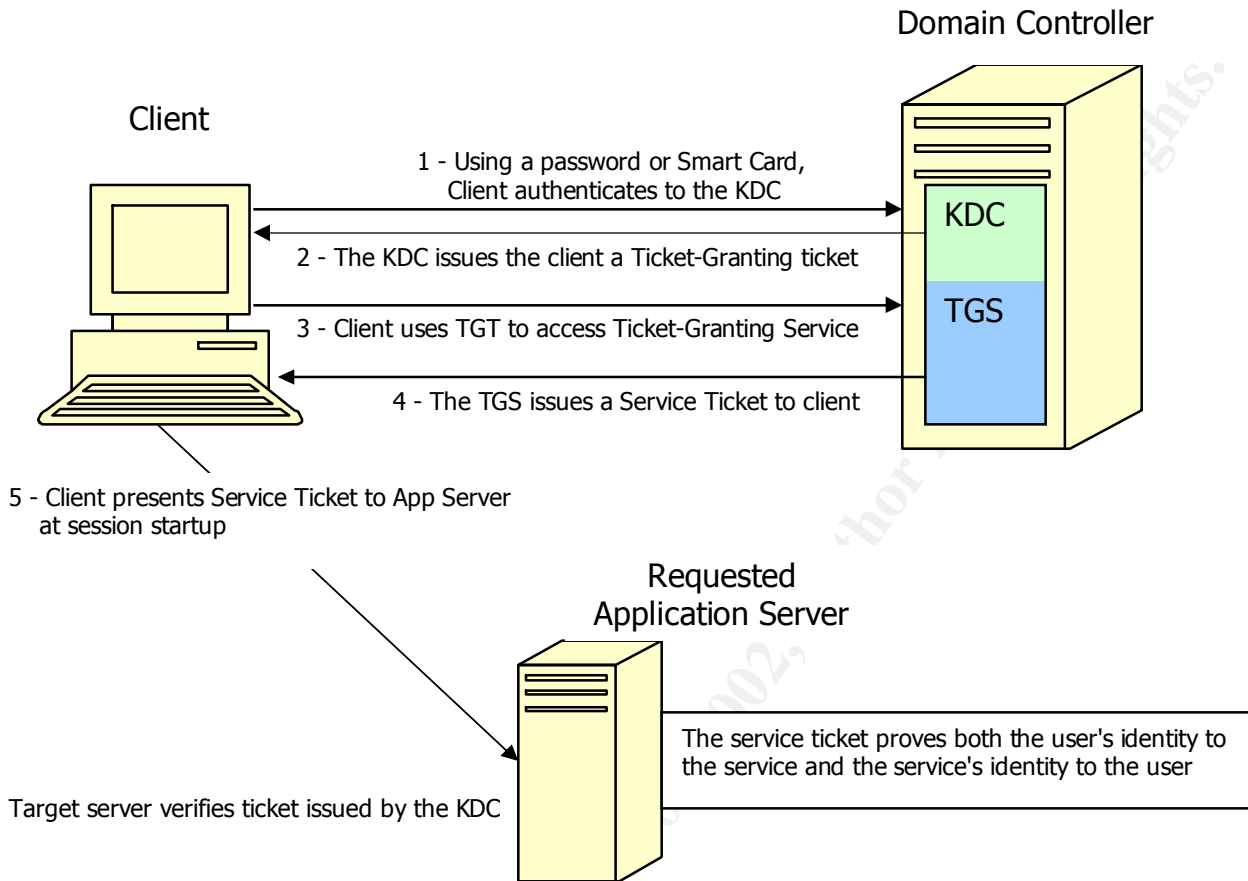 Domain Controller
Client
1 - Using a password or Smart Card,
Client authenticates to the KDC
KDC
2 - The KDC issues the client a Ticket-Granting ticket
TGS
3 - Client uses TGT to access Ticket-Granting Service
4 - The TGS issues a Service Ticket to client
5 - Client presents Service Ticket to App Server
at session startup
Requested
Application Server
The service ticket proves both the user's identity to
the service and the service's identity to the user
Target server verifies ticket issued by the KDC